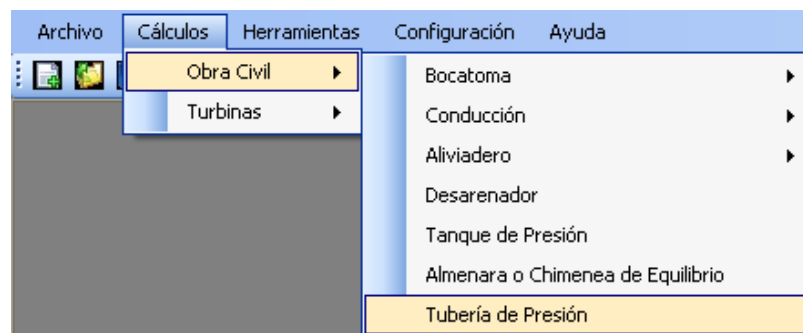 Archivo Cálculos Herramientas Configuración Ayuda
Obra Civil
Turbinas
Bocatoma
Conducción
Aliviadero
Desarenador
Tanque de Presión
Almenara o Chimenea de Equilibrio
Tubería de Presión